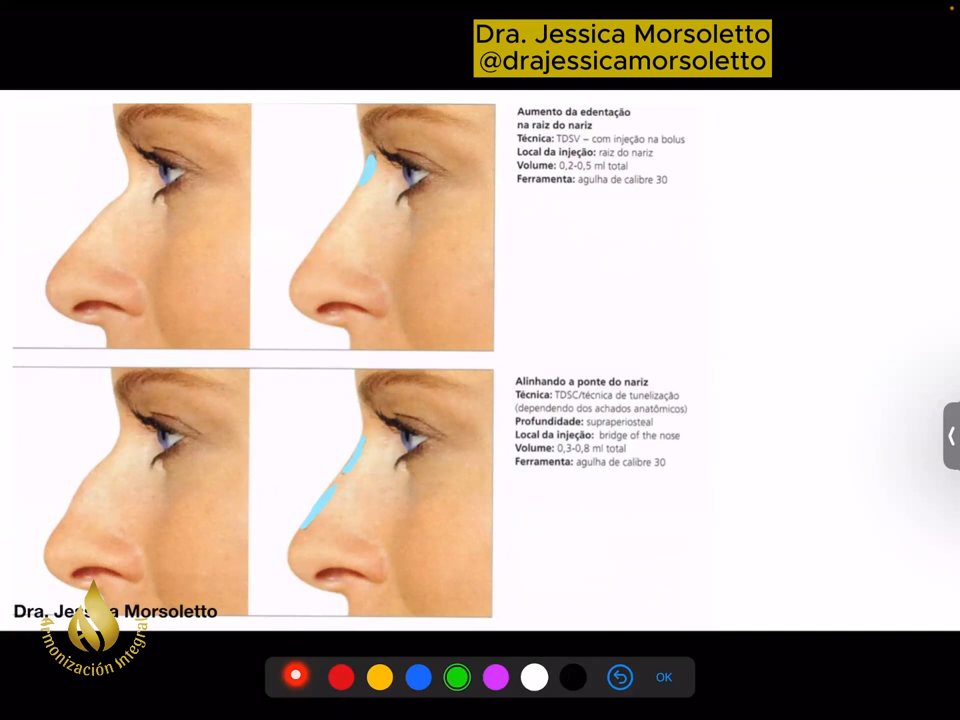 Dra. Jessica Morsoletto
@drajessicamorsoletto
Aumento da edentação
na raiz do nariz
Técnica: TDSV – com injeção na bolus
Local da injeção: raiz do nariz
Volume: 0,2-0,5 ml total
Ferramenta: agulha de calibre 30
Alinhando a ponte do nariz
Técnica: TDSC/técnica de tunelização
(dependendo dos achados anatômicos)
Profundidade: supraperiosteal
Local da injeção: bridge of the nose
Volume: 0,3-0,8 ml total
Ferramenta: agulha de calibre 30
Dra. Jessica Morsoletto
Armonización Integral
OK